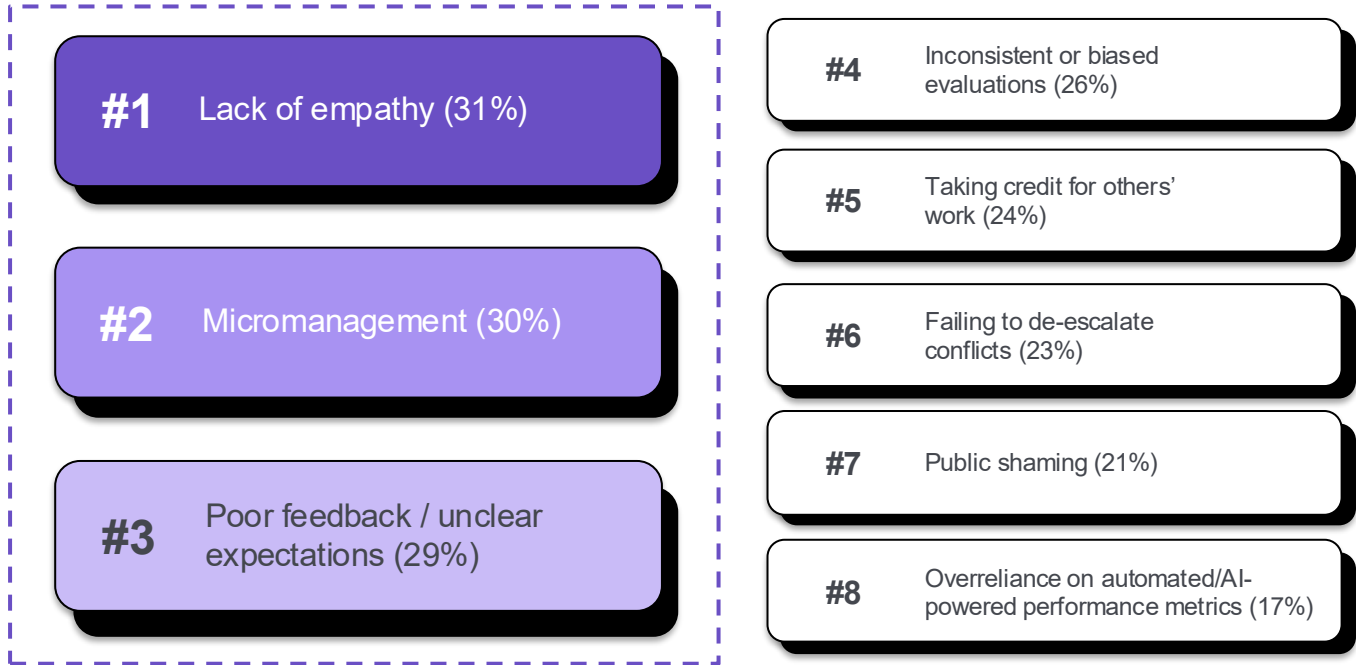 #1 Lack of empathy (31%)
#2 Micromanagement (30%)
#3 Poor feedback / unclear
expectations (29%)
#4 Inconsistent or biased
evaluations (26%)
#5 Taking credit for others’
work (24%)
#6 Failing to de-escalate
conflicts (23%)
#7 Public shaming (21%)
#8 Overreliance on automated/AI-
powered performance metrics (17%)